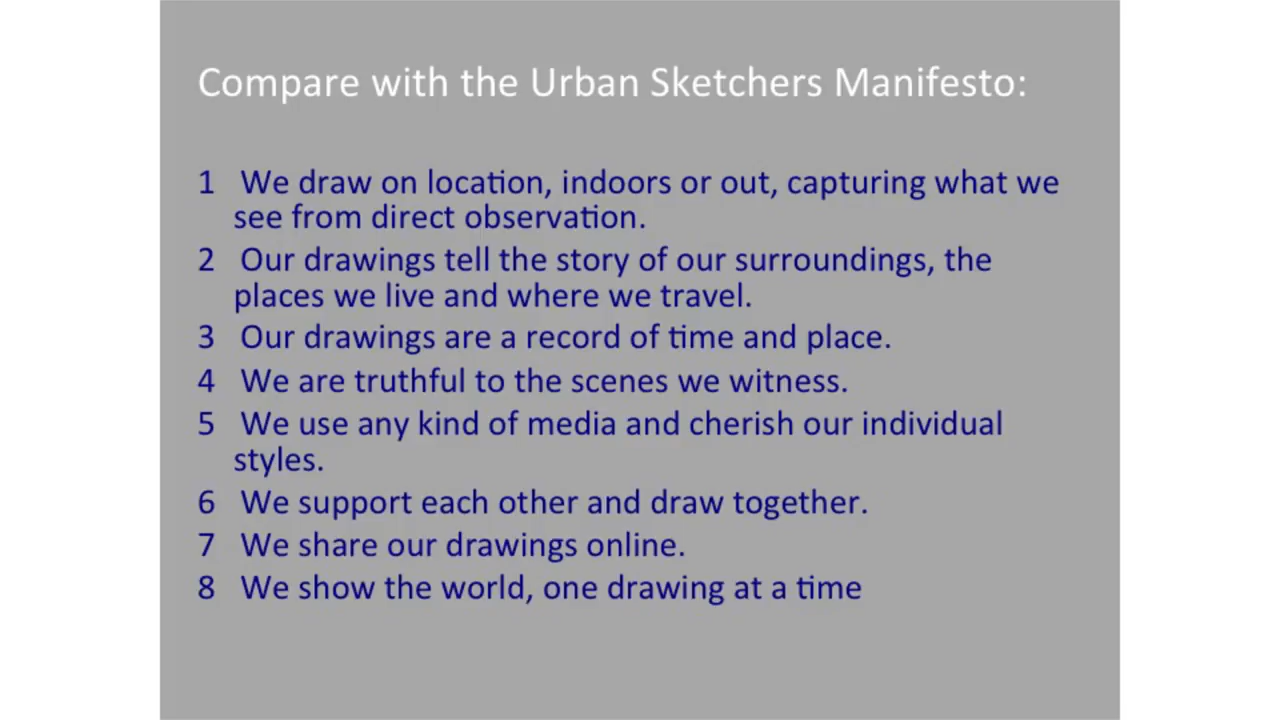 Compare with the Urban Sketchers Manifesto:
1 We draw on location, indoors or out, capturing what we
see from direct observation.
2 Our drawings tell the story of our surroundings, the
places we live and where we travel.
3 Our drawings are a record of time and place.
4 We are truthful to the scenes we witness.
5 We use any kind of media and cherish our individual
styles.
6 We support each other and draw together.
7 We share our drawings online.
8 We show the world, one drawing at a time